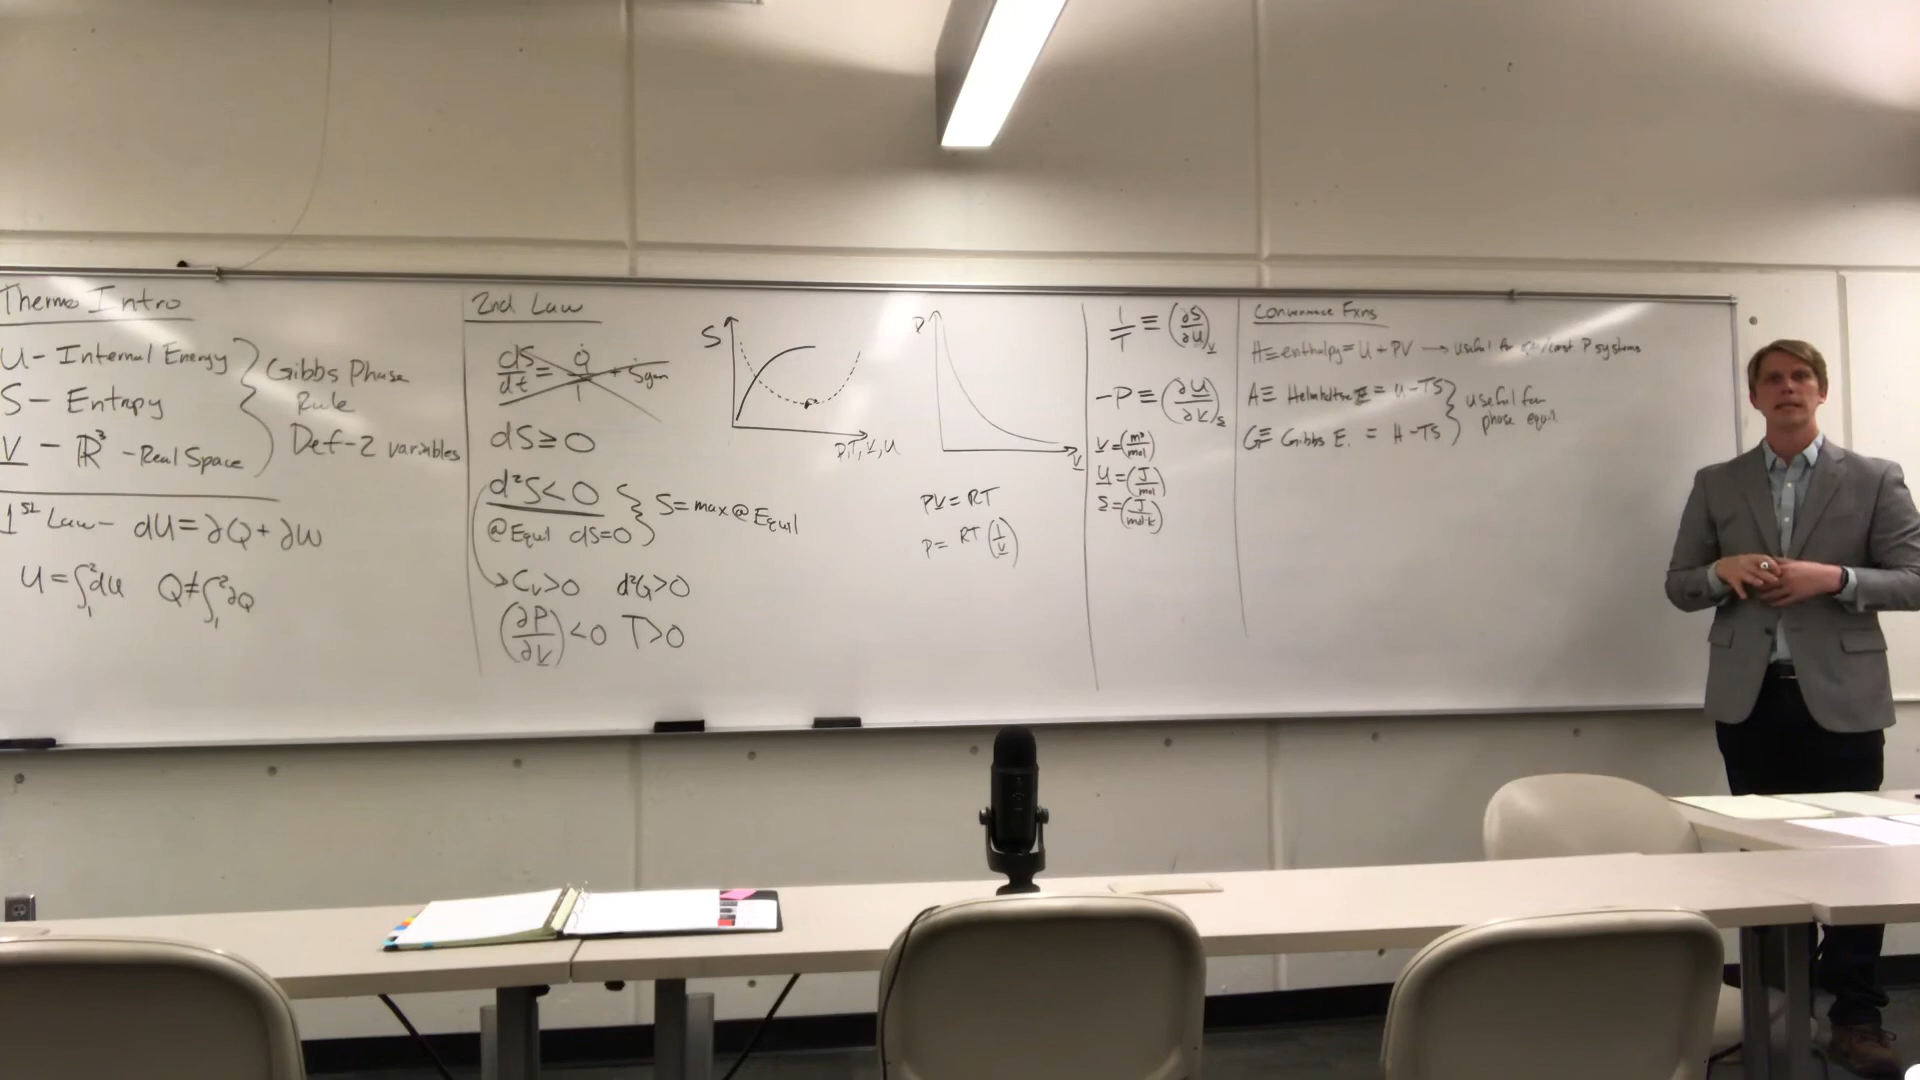 Thermo Intro
U - Internal Energy
S - Entropy
V - ℝ³ - Real Space
Gibbs Phase
Rule
Def - 2 variables
1st Law - dU = ∂Q + ∂W
U = ∫₁² dU Q ≠ ∫₁² ∂Q
2nd Law
dS/dt = Q̇/T + Ṡgen
dS ≥ 0
d²S < 0
@ Equil dS = 0
S = max @ Equil
Cv > 0 d²G > 0
(∂P/∂V) < 0 T > 0
S
P, T, V, U
P
V
PV = RT
P = RT (1/V)
1/T ≡ (∂S/∂U)V
-P ≡ (∂U/∂V)S
V = (m³/mol)
U = (J/mol)
S = (J/mol·K)
Convenience Fxns
H ≡ enthalpy = U + PV → useful for /const P systems
A ≡ Helmholtz E = U - TS
G ≡ Gibbs E. = H - TS
useful for
phase equil